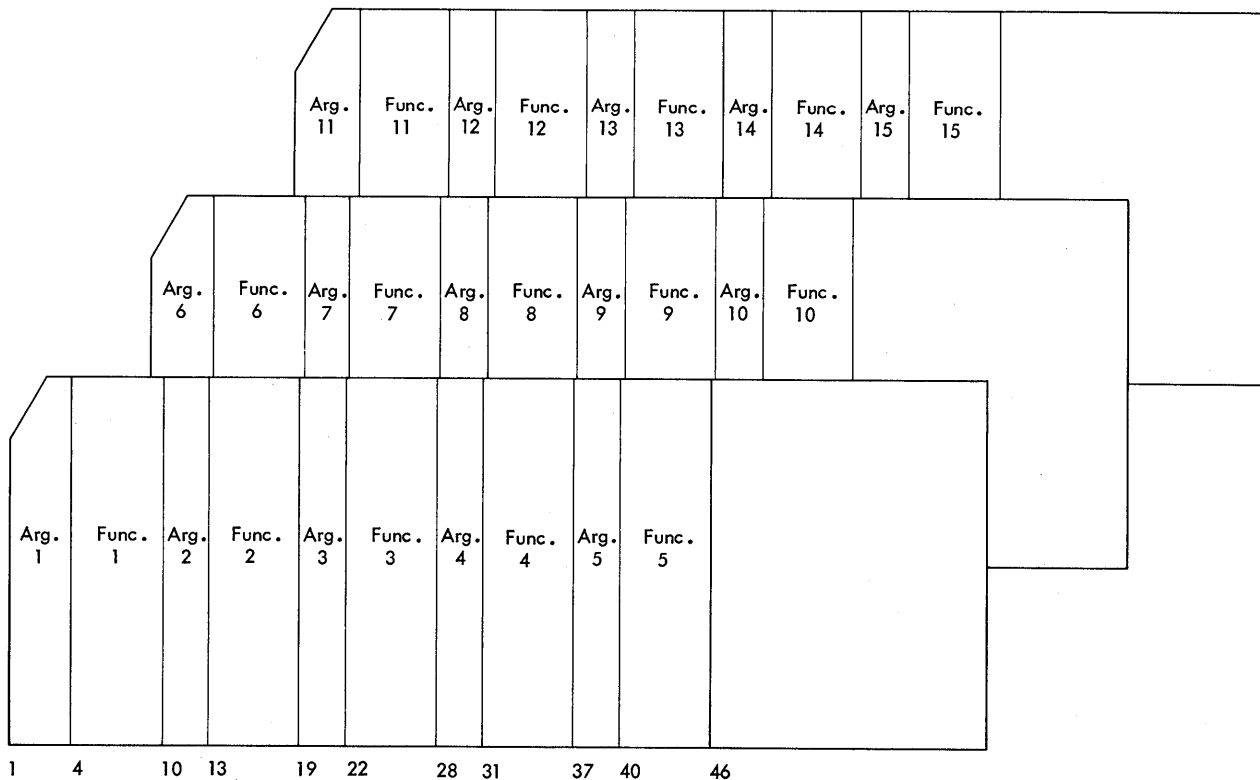 Arg. Func. Arg. Func. Arg. Func. Arg. Func. Arg. Func.
11 11 12 12 13 13 14 14 15 15
Arg. Func. Arg. Func. Arg. Func. Arg. Func. Arg. Func.
6 6 7 7 8 8 9 9 10 10
Arg. Func. Arg. Func. Arg. Func. Arg. Func. Arg. Func.
1 1 2 2 3 3 4 4 5 5
1 4 10 13 19 22 28 31 37 40 46